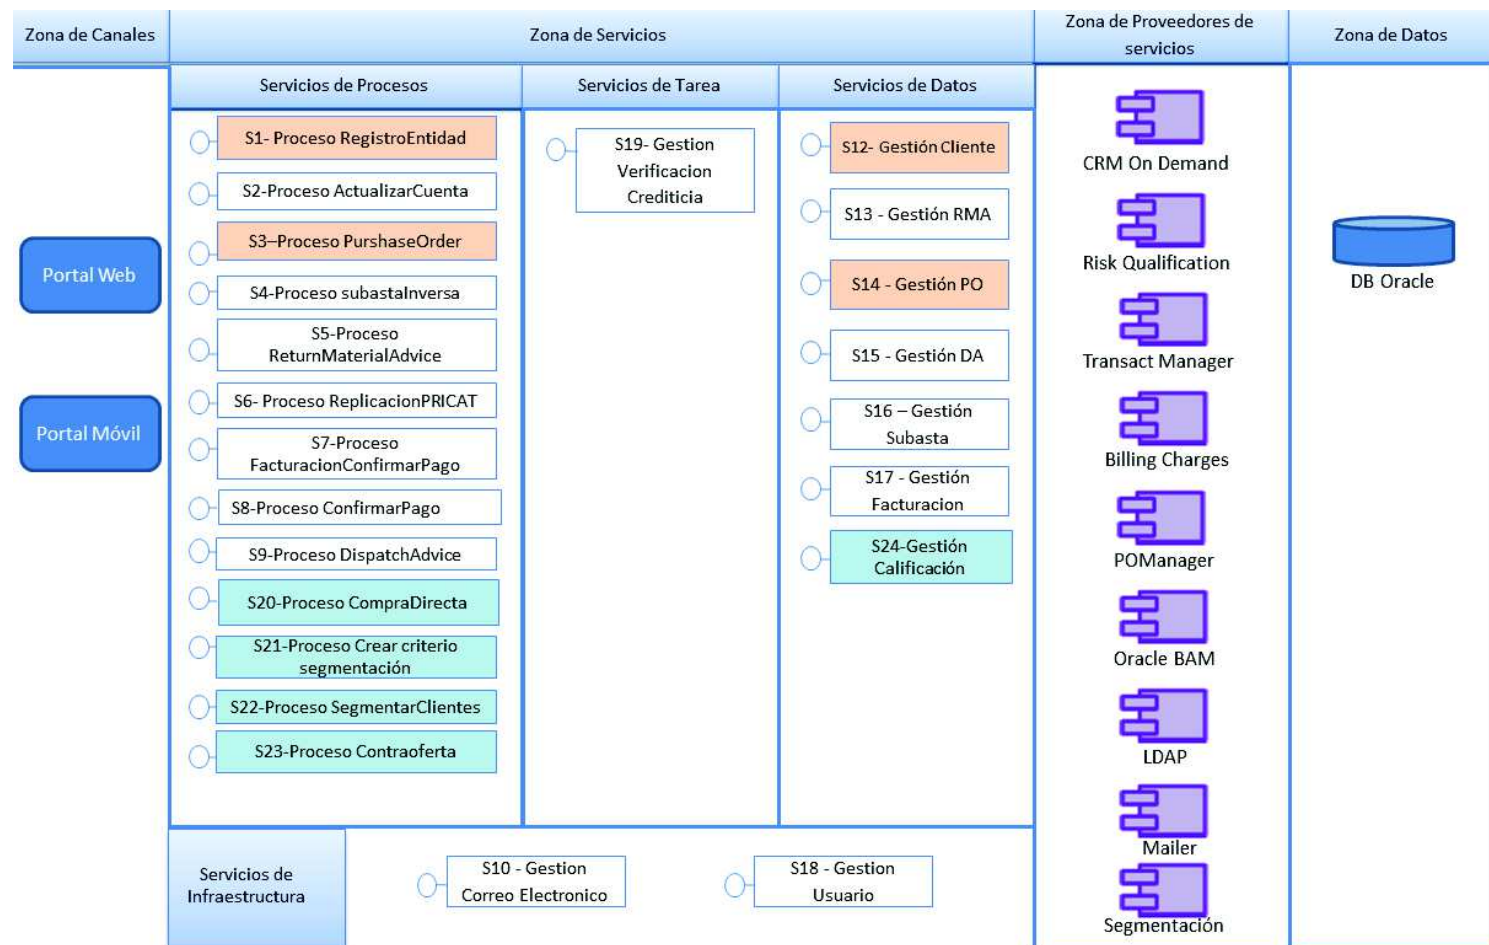 Zona de Canales
Zona de Servicios
Zona de Proveedores de
servicios
Zona de Datos
Servicios de Procesos
Servicios de Tarea
Servicios de Datos
Portal Web
Portal Móvil
S1- Proceso RegistroEntidad
S2-Proceso ActualizarCuenta
S3–Proceso PurshaseOrder
S4-Proceso subastaInversa
S5-Proceso
ReturnMaterialAdvice
S6- Proceso ReplicacionPRICAT
S7-Proceso
FacturacionConfirmarPago
S8-Proceso ConfirmarPago
S9-Proceso DispatchAdvice
S20-Proceso CompraDirecta
S21-Proceso Crear criterio
segmentación
S22-Proceso SegmentarClientes
S23-Proceso Contraoferta
S19- Gestion
Verificacion
Crediticia
S12- Gestión Cliente
S13 - Gestión RMA
S14 - Gestión PO
S15 - Gestión DA
S16 – Gestión
Subasta
S17 - Gestión
Facturacion
S24-Gestión
Calificación
CRM On Demand
Risk Qualification
Transact Manager
Billing Charges
POManager
Oracle BAM
LDAP
Mailer
Segmentación
DB Oracle
Servicios de
Infraestructura
S10 - Gestion
Correo Electronico
S18 - Gestion
Usuario